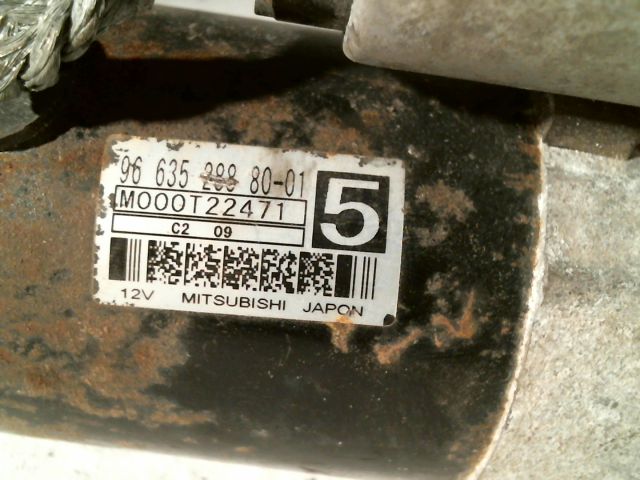 96 635 288 80-01
M000T22471
5
C2 09
12V MITSUBISHI JAPON